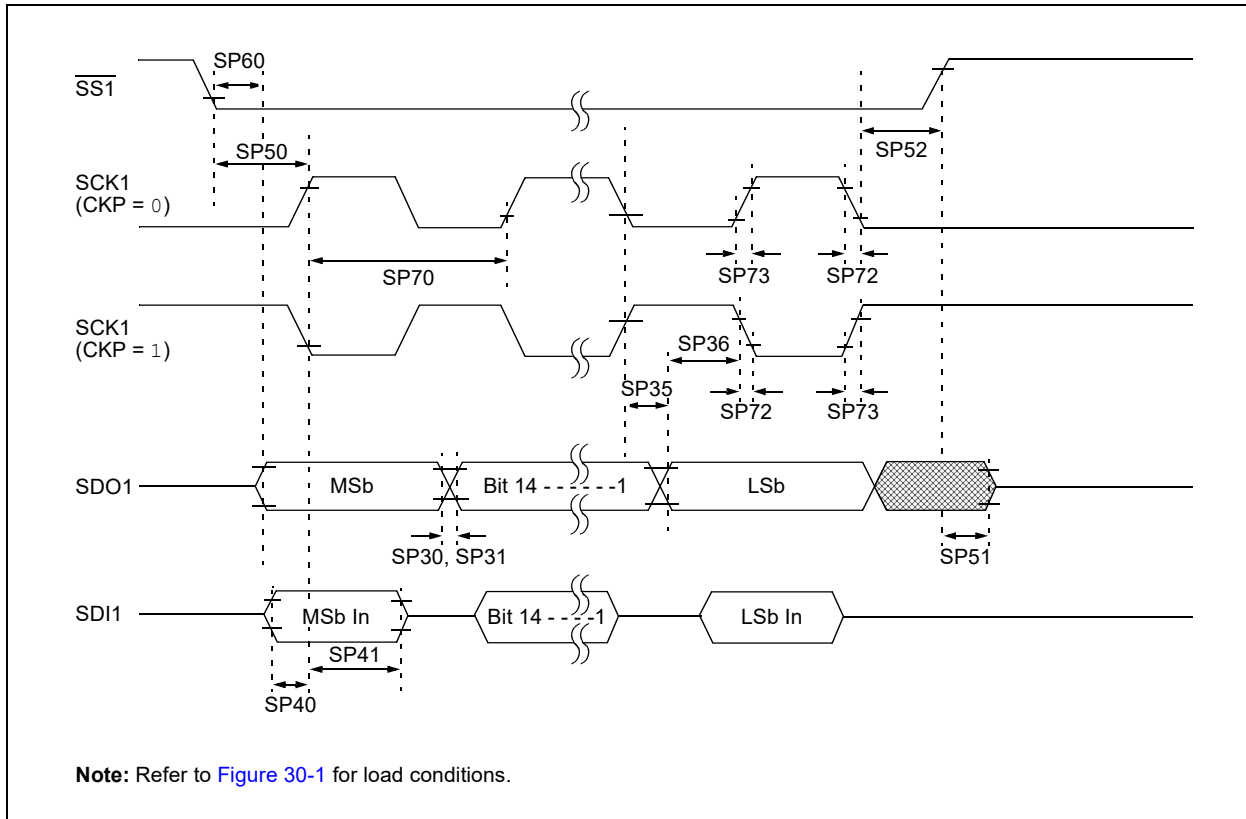 SP60
SS1
SP50
SP52
SCK1
(CKP = 0)
SP70
SP73
SP72
SCK1
(CKP = 1)
SP36
SP35
SP72
SP73
SDO1
MSb
Bit 14 - - - - - -1
LSb
SP30, SP31
SP51
SDI1
MSb In
Bit 14 - - - -1
LSb In
SP41
SP40
Note: Refer to Figure 30-1 for load conditions.